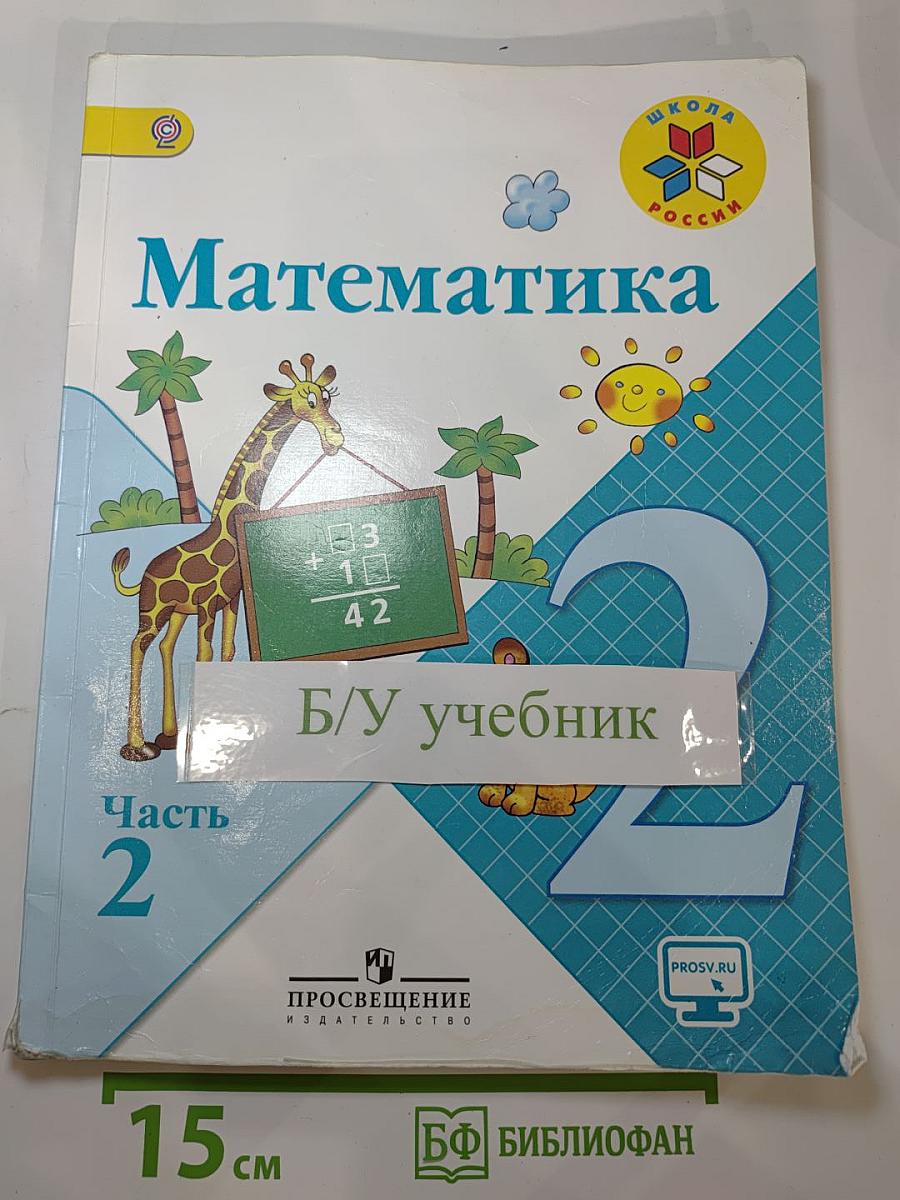 ШКОЛА
РОССИИ
Математика
□3
+
1□
42
2
Б/У учебник
Часть
2
PROSV.RU
ПРОСВЕЩЕНИЕ
ИЗДАТЕЛЬСТВО
15 см
БФ БИБЛИОФАН